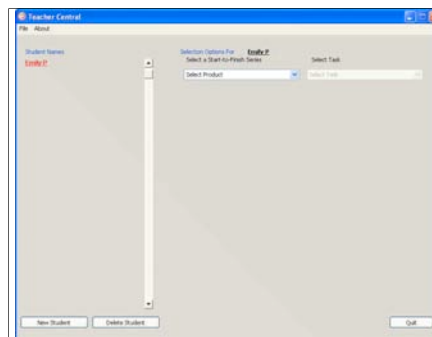 Teacher Central
File About
Student Names
Emily P
Selection Options For Emily P
Select a Start-to-Finish Series
Select Task
Select Product
Select Task
New Student
Delete Student
Quit